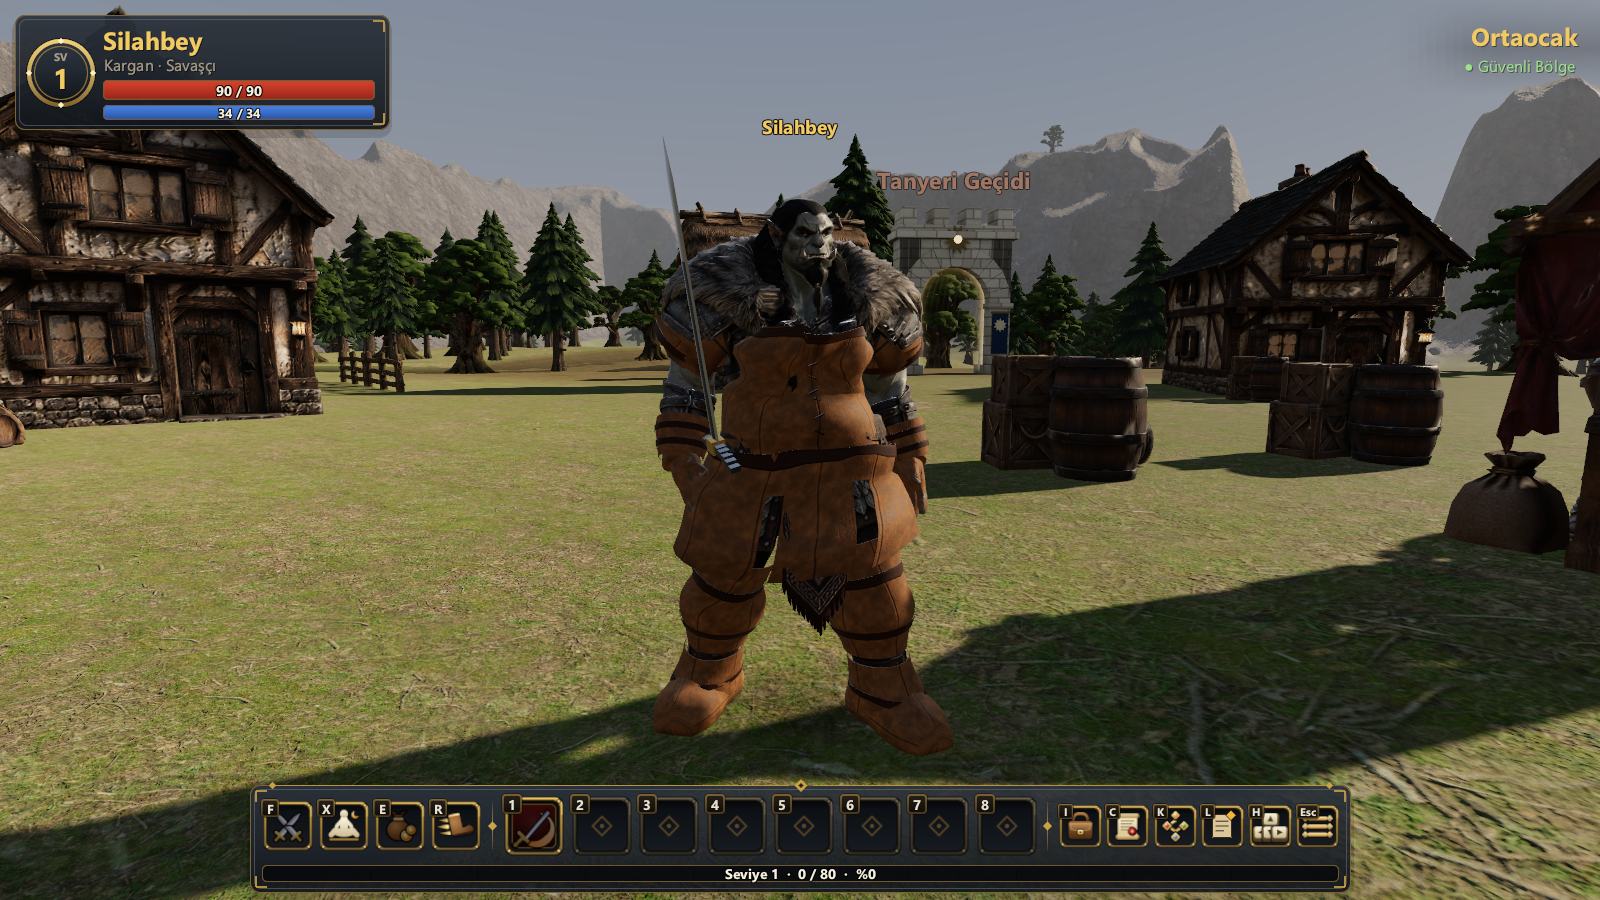 Silahbey
SV
1
Kargan · Savaşçı
90 / 90
34 / 34
Ortaocak
Güvenli Bölge
Silahbey
Tanyeri Geçidi
F
X
E
R
1
2
3
4
5
6
7
8
I
C
K
L
H
Esc
Seviye 1 · 0 / 80 · %0